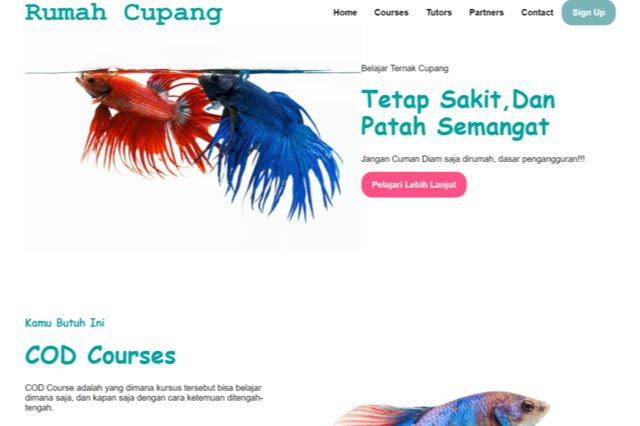 Rumah Cupang
Home Courses Tutors Partners Contact Sign Up
Belajar Ternak Cupang
Tetap Sakit,Dan
Patah Semangat
Jangan Cuman Diam saja dirumah, dasar pengangguran!!!
Pelajari Lebih Lanjut
Kamu Butuh Ini
COD Courses
COD Course adalah yang dimana kursus tersebut bisa belajar
dimana saja, dan kapan saja dengan cara ketemuan ditengah-
tengah.